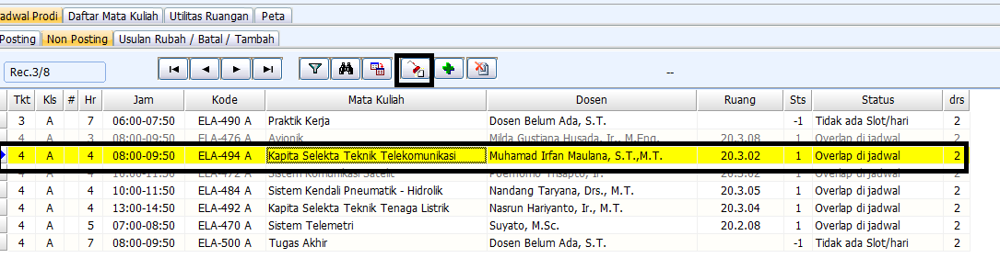 adwal Prodi Daftar Mata Kuliah Utilitas Ruangan Peta
Posting Non Posting Usulan Rubah / Batal / Tambah
Rec.3/8 --
Tkt Kls # Hr Jam Kode Mata Kuliah Dosen Ruang Sts Status drs
3 A 7 06:00-07:50 ELA-490 A Praktik Kerja Dosen Belum Ada, S.T. -1 Tidak ada Slot/hari 2
4 A 3 08:00-09:50 ELA-476 A Avionik Milda Gustiana Husada, Ir., M.Eng. 20.3.08 1 Overlap di jadwal 2
4 A 4 08:00-09:50 ELA-494 A Kapita Selekta Teknik Telekomunikasi Muhamad Irfan Maulana, S.T.,M.T. 20.3.02 1 Overlap di jadwal 2
4 A 4 10:00-11:50 ELA-472 A Sistem Komunikasi Satelit Poernomo Trisapto, Ir. 20.3.02 1 Overlap di jadwal 2
4 A 4 10:00-11:50 ELA-484 A Sistem Kendali Pneumatik - Hidrolik Nandang Taryana, Drs., M.T. 20.3.05 1 Overlap di jadwal 2
4 A 4 13:00-14:50 ELA-492 A Kapita Selekta Teknik Tenaga Listrik Nasrun Hariyanto, Ir., M.T. 20.3.04 1 Overlap di jadwal 2
4 A 5 07:00-08:50 ELA-470 A Sistem Telemetri Suyato, M.Sc. 20.2.08 1 Overlap di jadwal 2
4 A 7 08:00-09:50 ELA-500 A Tugas Akhir Dosen Belum Ada, S.T. -1 Tidak ada Slot/hari 2